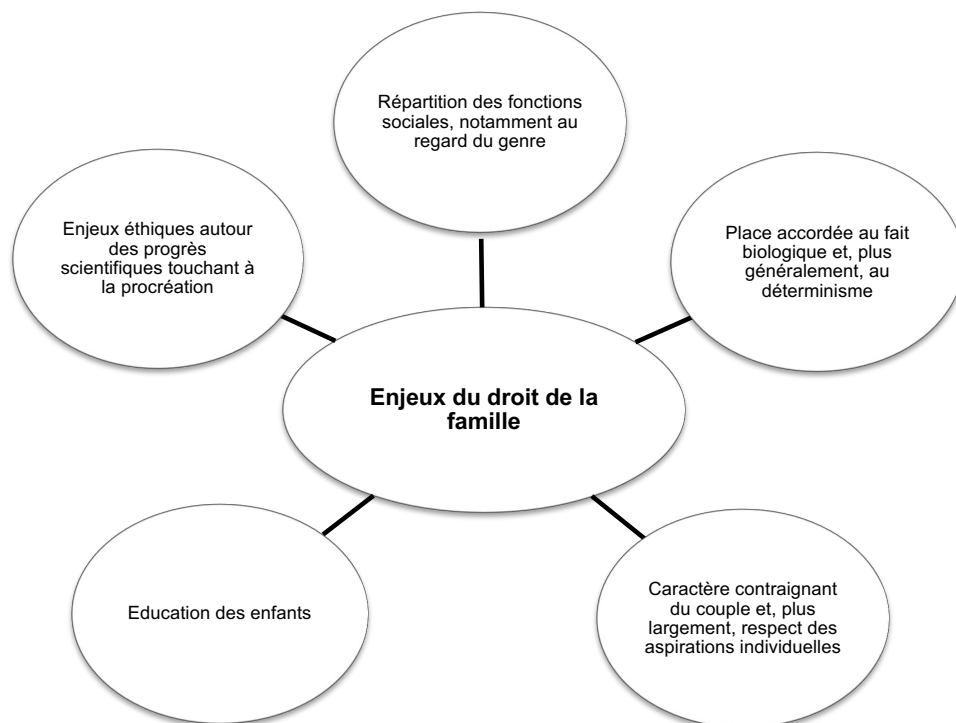 Répartition des fonctions
sociales, notamment au
regard du genre
Enjeux éthiques autour
des progrès
scientifiques touchant à
la procréation
Place accordée au fait
biologique et, plus
généralement, au
déterminisme
Enjeux du droit de la
famille
Education des enfants
Caractère contraignant
du couple et, plus
largement, respect des
aspirations individuelles